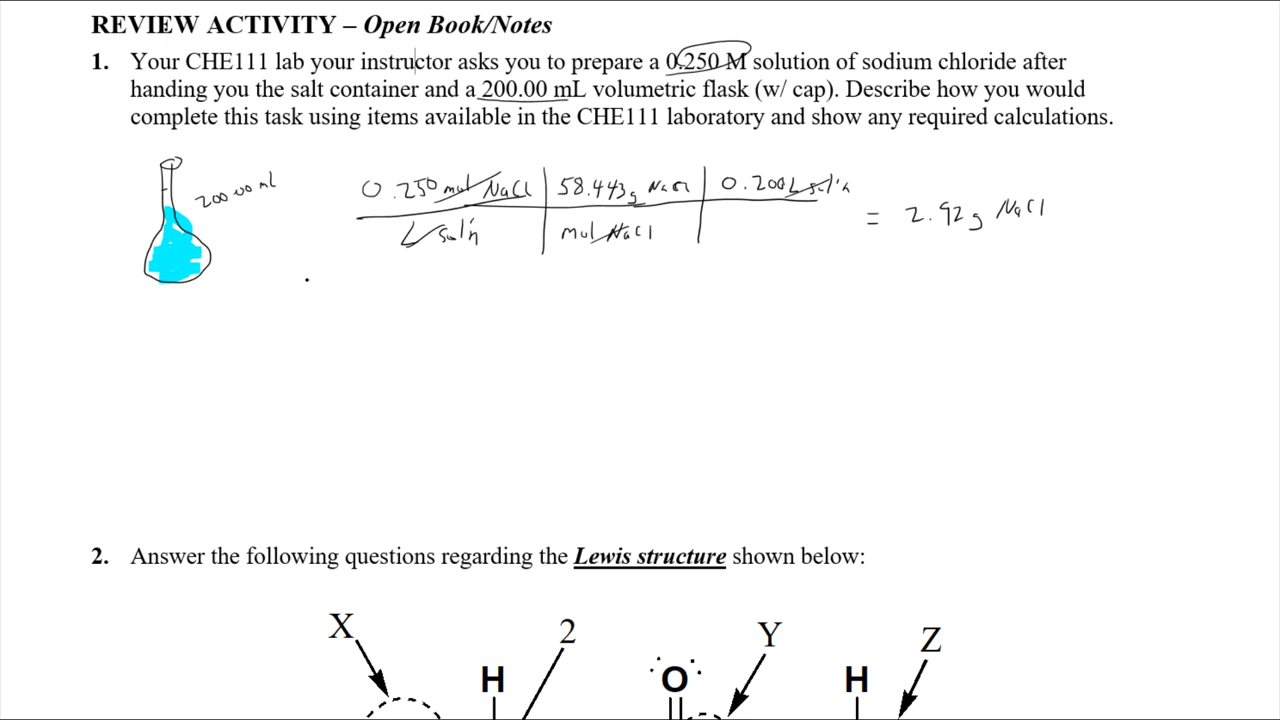 REVIEW ACTIVITY – Open Book/Notes
1. Your CHE111 lab your instructor asks you to prepare a 0.250 M solution of sodium chloride after
handing you the salt container and a 200.00 mL volumetric flask (w/ cap). Describe how you would
complete this task using items available in the CHE111 laboratory and show any required calculations.
200.00 ml
0.250 mol NaCl | 58.443g NaCl | 0.200 L sol'n
L sol'n | mol NaCl |
= 2.92g NaCl
2. Answer the following questions regarding the Lewis structure shown below:
X 2 Y Z
H O H